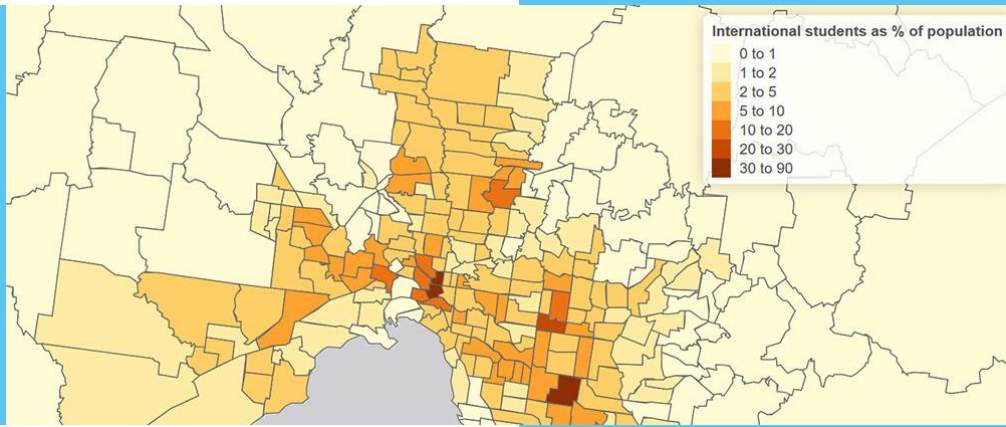 International students as % of population
0 to 1
1 to 2
2 to 5
5 to 10
10 to 20
20 to 30
30 to 90